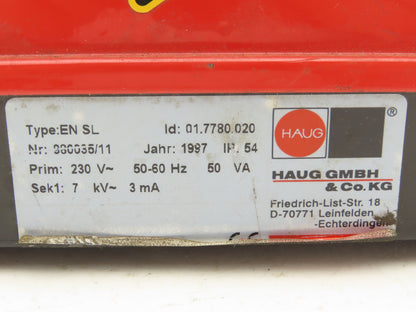 Type:EN SL Id: 01.7780.020
Nr: 880035/11 Jahr: 1997 IP. 54
Prim: 230 V~ 50-60 Hz 50 VA
Sek1: 7 kV~ 3 mA
HAUG
®
HAUG GMBH
& Co.KG
Friedrich-List-Str. 18
D-70771 Leinfelden
-Echterdingen